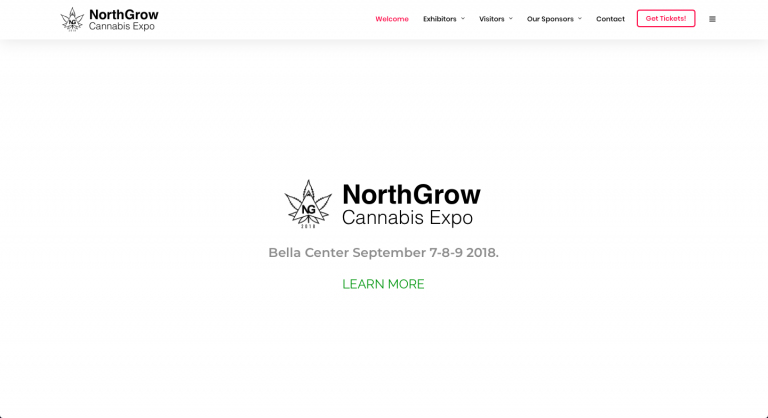 NG
NorthGrow
Cannabis Expo
Welcome
Exhibitors
Visitors
Our Sponsors
Contact
Get Tickets!
NG
2018
NorthGrow
Cannabis Expo
Bella Center September 7-8-9 2018.
LEARN MORE